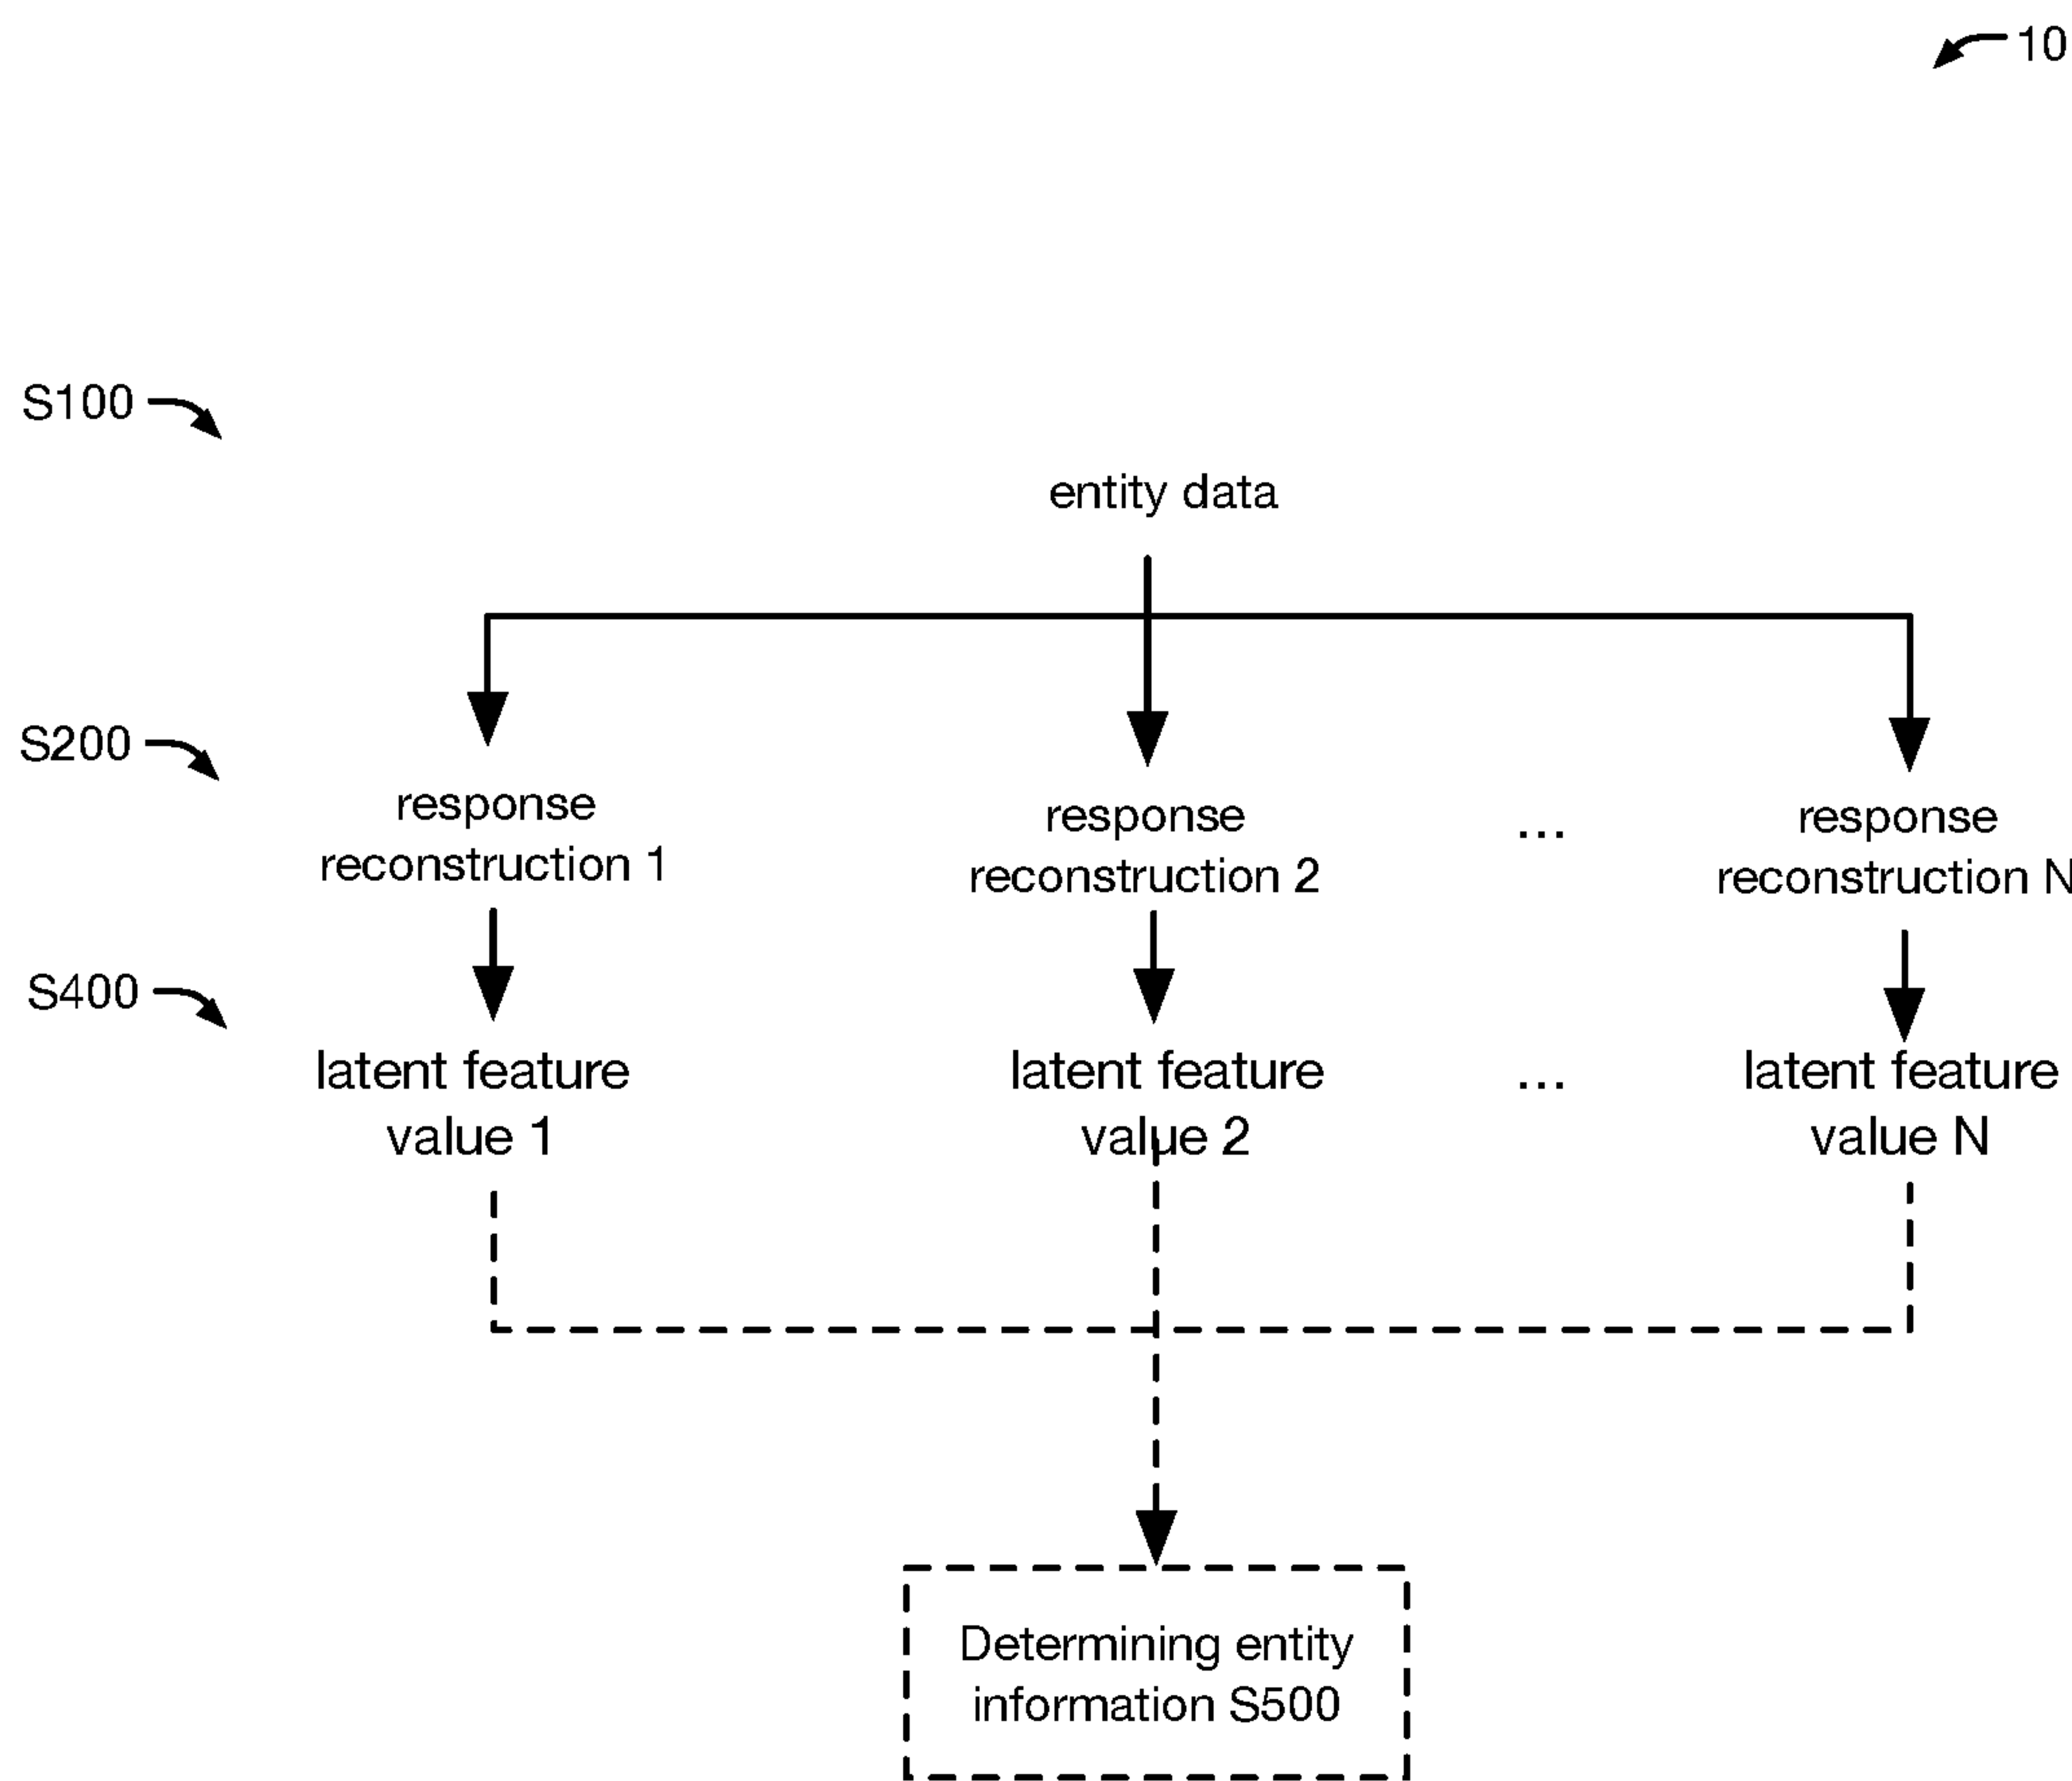 10
S100
entity data
S200
response
reconstruction 1
response
reconstruction 2
...
response
reconstruction N
S400
latent feature
value 1
latent feature
value 2
...
latent feature
value N
Determining entity
information S500